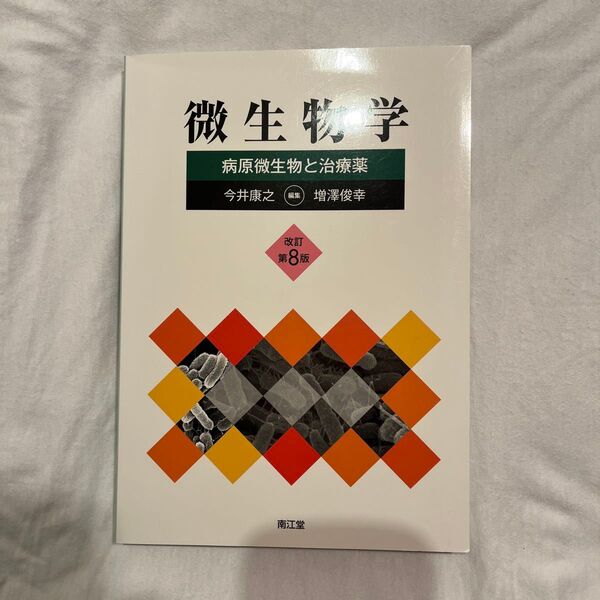 微生物学
病原微生物と治療薬
今井康之 編集 増澤俊幸
改訂
第8版
南江堂